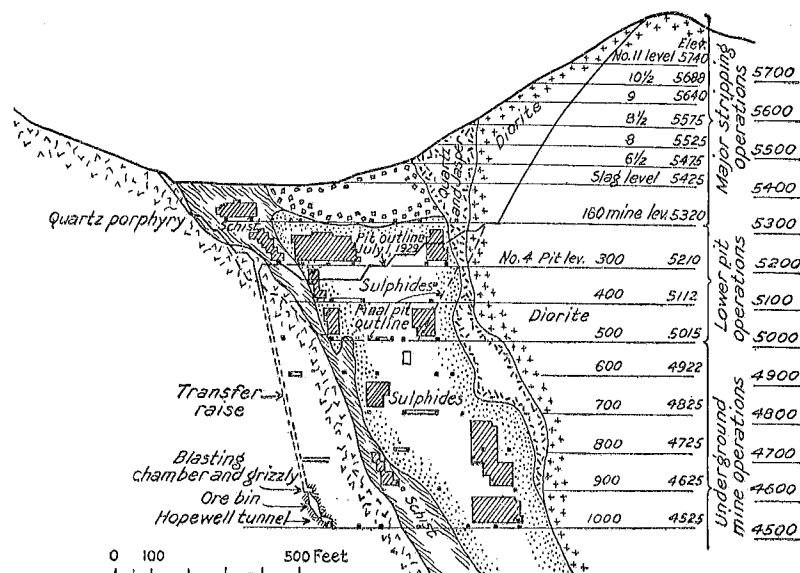 Elev.
No. 11 level 5740
10½ 5688
9 5640
8½ 5575
8 5525
6½ 5475
Slag level 5425
160 mine lev. 5320
No. 4 Pit lev. 300 5210
400 5112
500 5015
600 4922
700 4825
800 4725
900 4625
1000 4525
Major stripping
operations
Lower pit
operations
Underground
mine operations
5700
5600
5500
5400
5300
5200
5100
5000
4900
4800
4700
4600
4500
Diorite
Quartz
and Jasper
Quartz porphyry
Schist
Pit outline
July 1929
Sulphides
Final pit
outline
Diorite
Sulphides
Transfer
raise
Blasting
chamber and grizzly
Ore bin
Hopewell tunnel
Schist
0 100 500 Feet